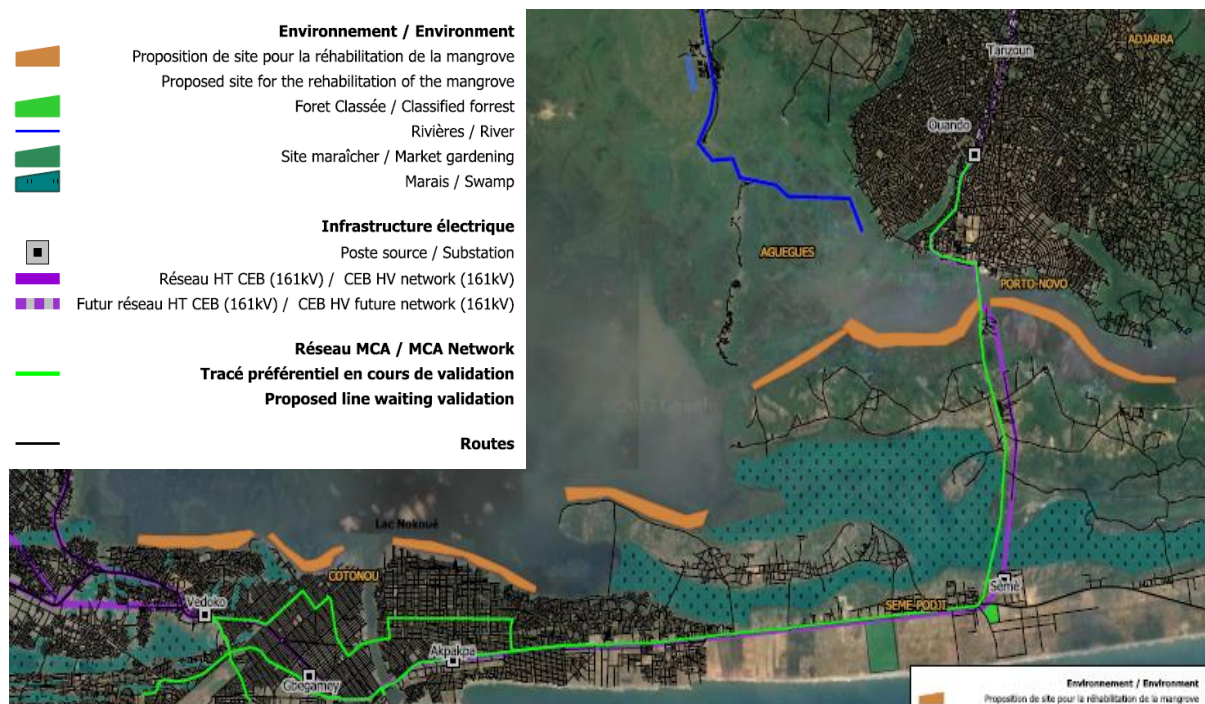 Environnement / Environment
Proposition de site pour la réhabilitation de la mangrove
Proposed site for the rehabilitation of the mangrove
Foret Classée / Classified forrest
Rivières / River
Site maraîcher / Market gardening
Marais / Swamp
Infrastructure électrique
Poste source / Substation
Réseau HT CEB (161kV) / CEB HV network (161kV)
Futur réseau HT CEB (161kV) / CEB HV future network (161kV)
Réseau MCA / MCA Network
Tracé préférentiel en cours de validation
Proposed line waiting validation
Routes
ADJARRA
Tanzoun
Ouando
AGUEGUES
PORTO-NOVO
Lac Nokoué
COTONOU
Vedoko
Sèmè
SEME-PODJI
Akpakpa
Gbegamey
Environnement / Environment
Proposition de site pour la réhabilitation de la mangrove